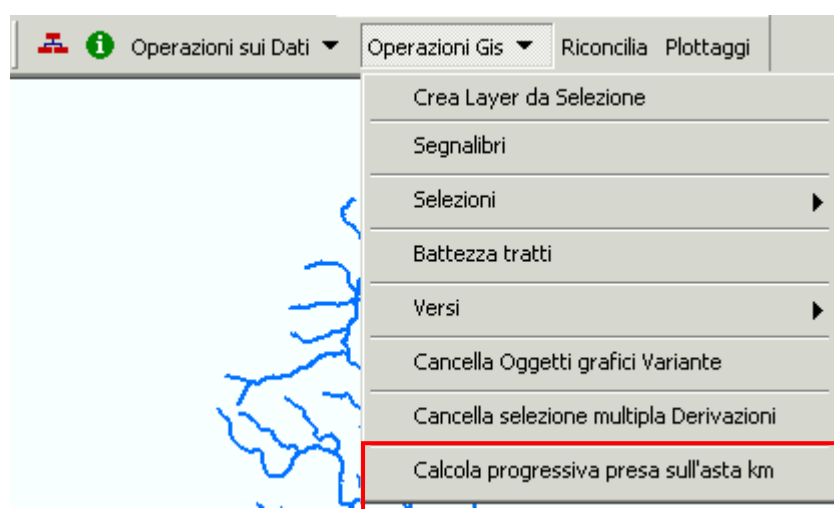 Operazioni sui Dati Operazioni Gis Riconcilia Plottaggi
Crea Layer da Selezione
Segnalibri
Selezioni
Battezza tratti
Versi
Cancella Oggetti grafici Variante
Cancella selezione multipla Derivazioni
Calcola progressiva presa sull'asta km